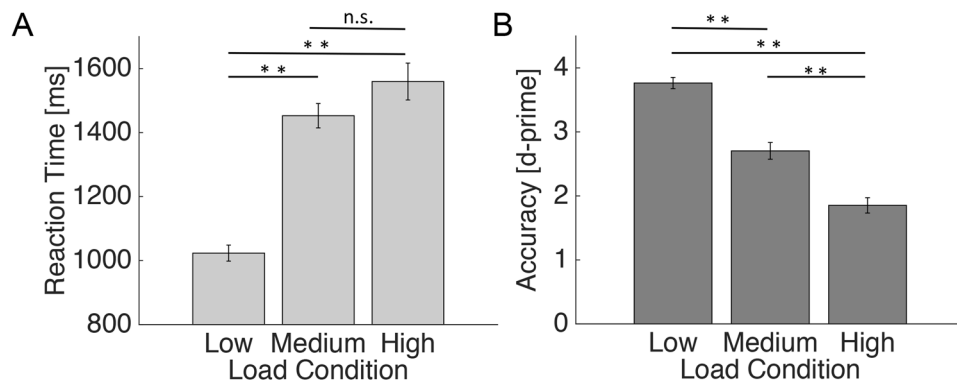 A
n.s.
* *
* *
Reaction Time [ms]
1600
1400
1200
1000
800
Low Medium High
Load Condition
B
* *
* *
* *
Accuracy [d-prime]
4
3
2
1
0
Low Medium High
Load Condition